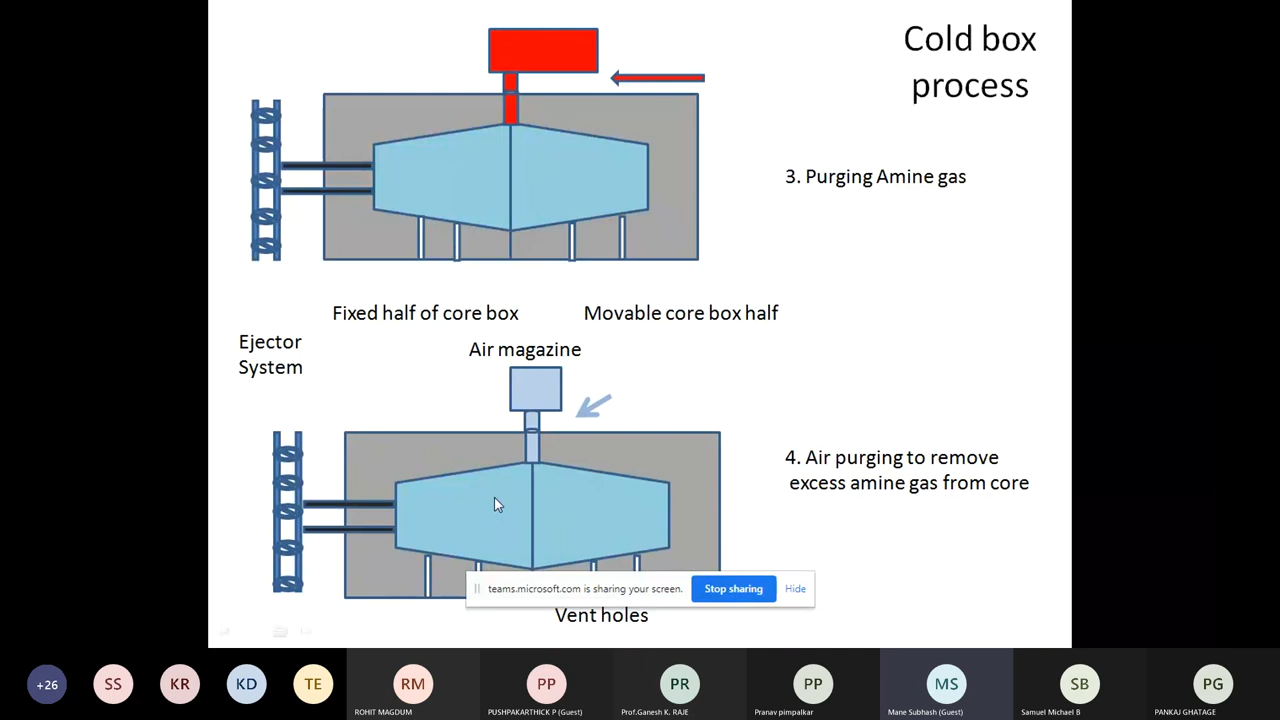 Cold box
process
3. Purging Amine gas
Fixed half of core box
Movable core box half
Ejector
System
Air magazine
4. Air purging to remove
excess amine gas from core
teams.microsoft.com is sharing your screen.
Stop sharing
Hide
Vent holes
+26
SS
KR
KD
TE
RM
PP
PR
PP
MS
SB
PG
ROHIT MAGDUM
PUSHPAKARTHICK P (Guest)
Prof.Ganesh K. RAJE
Pranav pimpalkar
Mane Subhash (Guest)
Samuel Michael B
PANKAJ GHATAGE